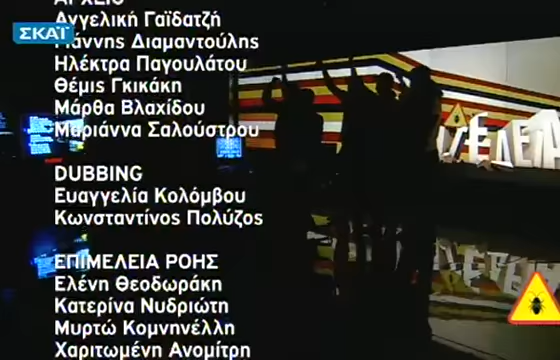 ΑΡΧΕΙΟ
ΣΚΑΪ
Αγγελική Γαϊδατζή
Γιάννης Διαμαντούλης
Ηλέκτρα Παγουλάτου
Θέμις Γκικάκη
Μάρθα Βλαχίδου
Μαριάννα Σαλούστρου
DUBBING
Ευαγγελία Κολόμβου
Κωνσταντίνος Πολύζος
ΕΠΙΜΕΛΕΙΑ ΡΟΗΣ
Ελένη Θεοδωράκη
Κατερίνα Νυδριώτη
Μυρτώ Κομνηνέλλη
Χαριτωμένη Ανομίτρη